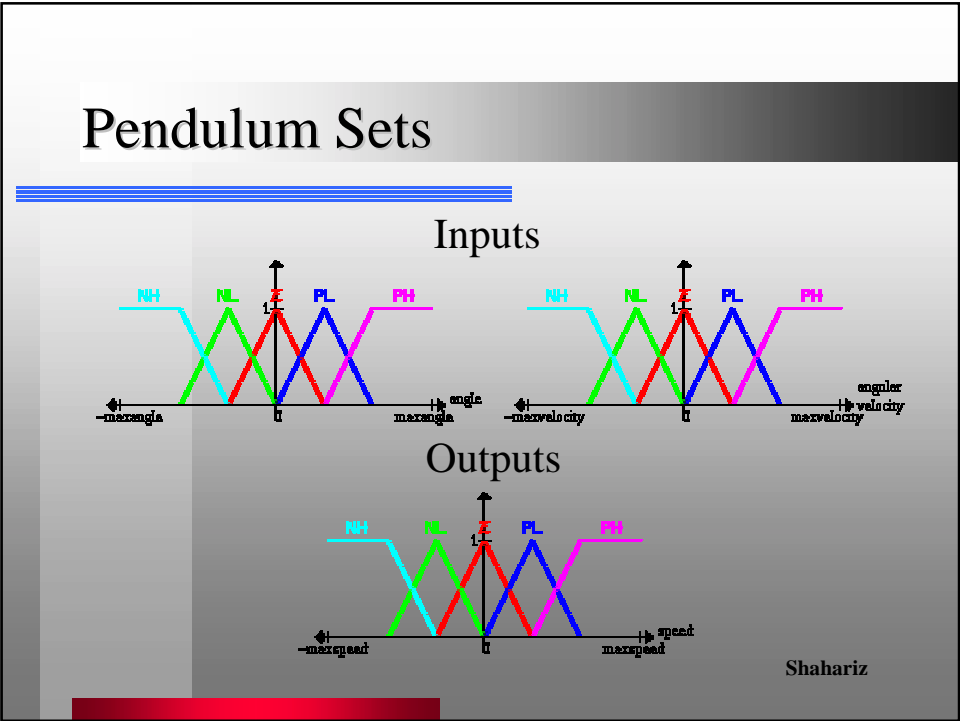 Pendulum Sets
Inputs
NH NL Z PL PH
1
-maxangle 0 maxangle angle
NH NL Z PL PH
1
-maxvelocity 0 maxvelocity angular velocity
Outputs
NH NL Z PL PH
1
-maxspeed 0 maxspeed speed
Shahariz